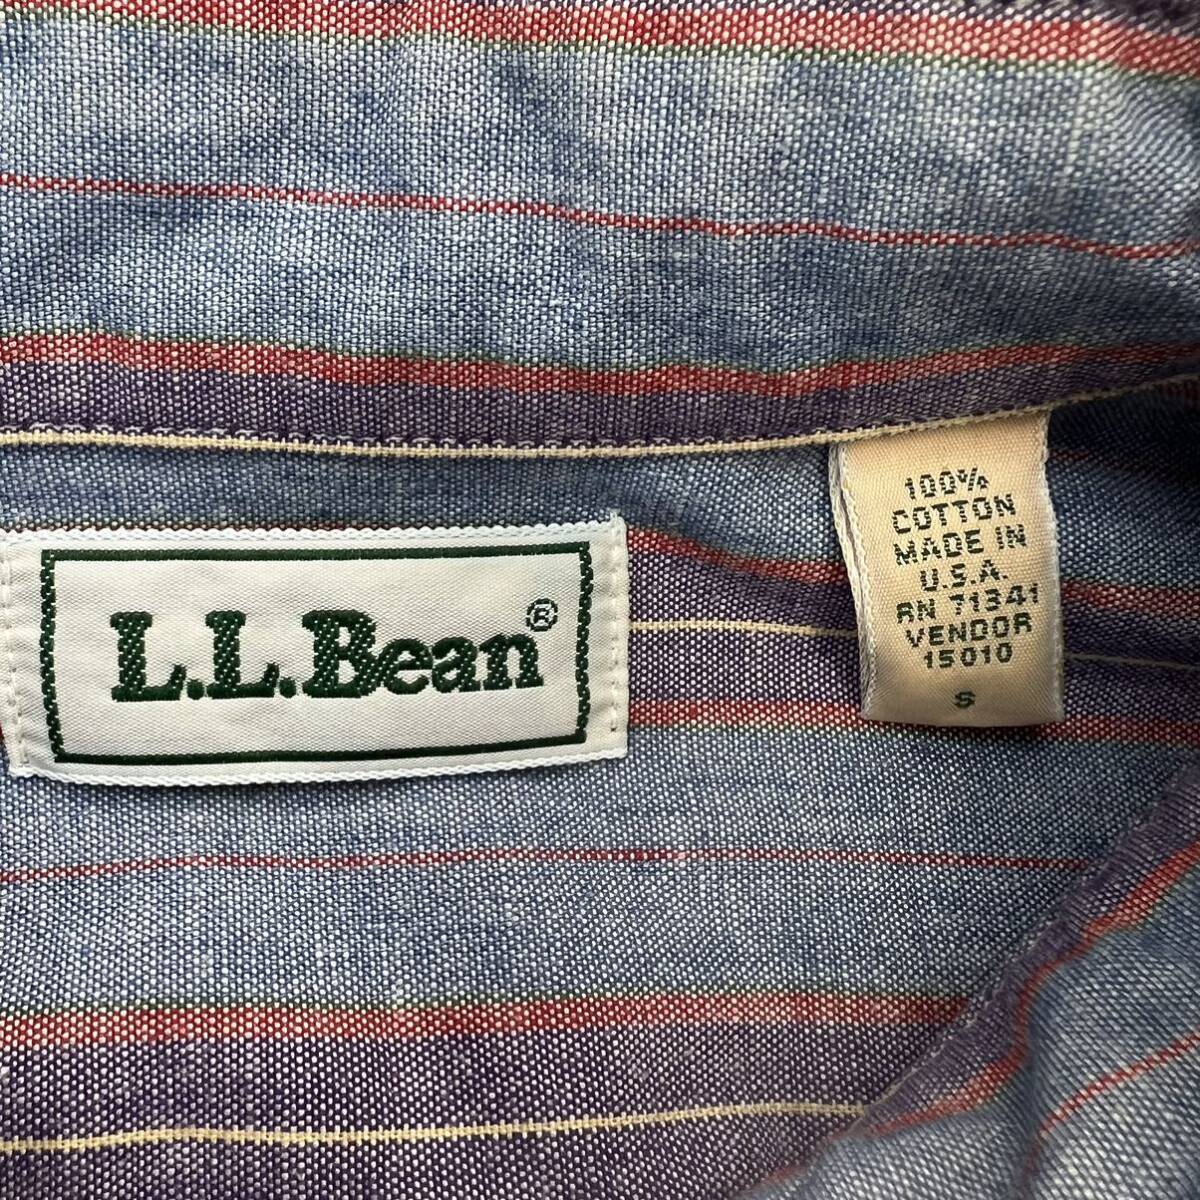 L.L.Bean®
100%
COTTON
MADE IN
U.S.A.
RN 71341
VENDOR
15010
S